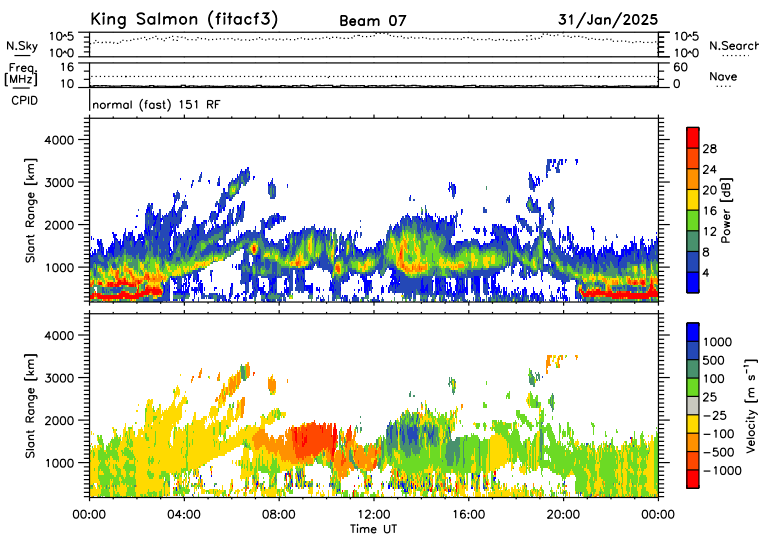 King Salmon (fitacf3) Beam 07 31/Jan/2025
N.Sky 10^5 10^0 10^5 10^0 N.Search
Freq. [MHz] 16 10 60 0 Nave
CPID normal (fast) 151 RF
Slant Range [km] 4000 3000 2000 1000
Power [dB] 28 24 20 16 12 8 4
Slant Range [km] 4000 3000 2000 1000
Velocity [m s⁻¹] 1000 500 100 25 −25 −100 −500 −1000
00:00 04:00 08:00 12:00 16:00 20:00 00:00
Time UT